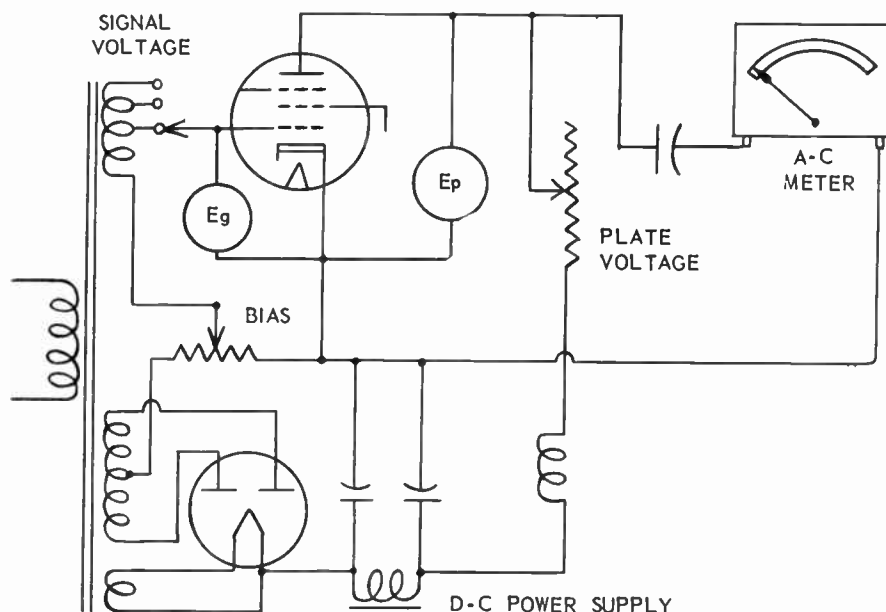 SIGNAL
VOLTAGE
Eg
Ep
A-C
METER
PLATE
VOLTAGE
BIAS
D-C POWER SUPPLY